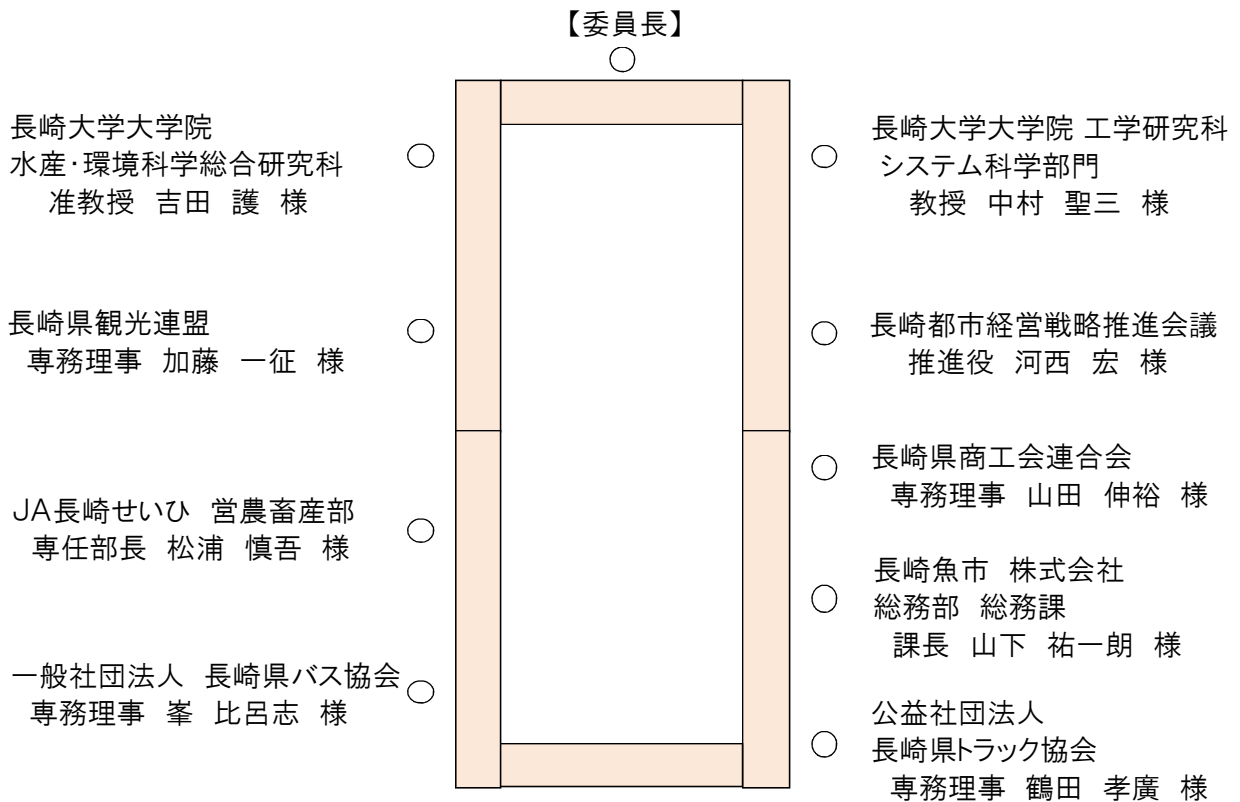 【委員長】
長崎大学大学院
水産・環境科学総合研究科
准教授 吉田 護 様
長崎県観光連盟
専務理事 加藤 一征 様
JA長崎せいひ 営農畜産部
専任部長 松浦 慎吾 様
一般社団法人 長崎県バス協会
専務理事 峯 比呂志 様
長崎大学大学院 工学研究科
システム科学部門
教授 中村 聖三 様
長崎都市経営戦略推進会議
推進役 河西 宏 様
長崎県商工会連合会
専務理事 山田 伸裕 様
長崎魚市 株式会社
総務部 総務課
課長 山下 祐一朗 様
公益社団法人
長崎県トラック協会
専務理事 鶴田 孝廣 様